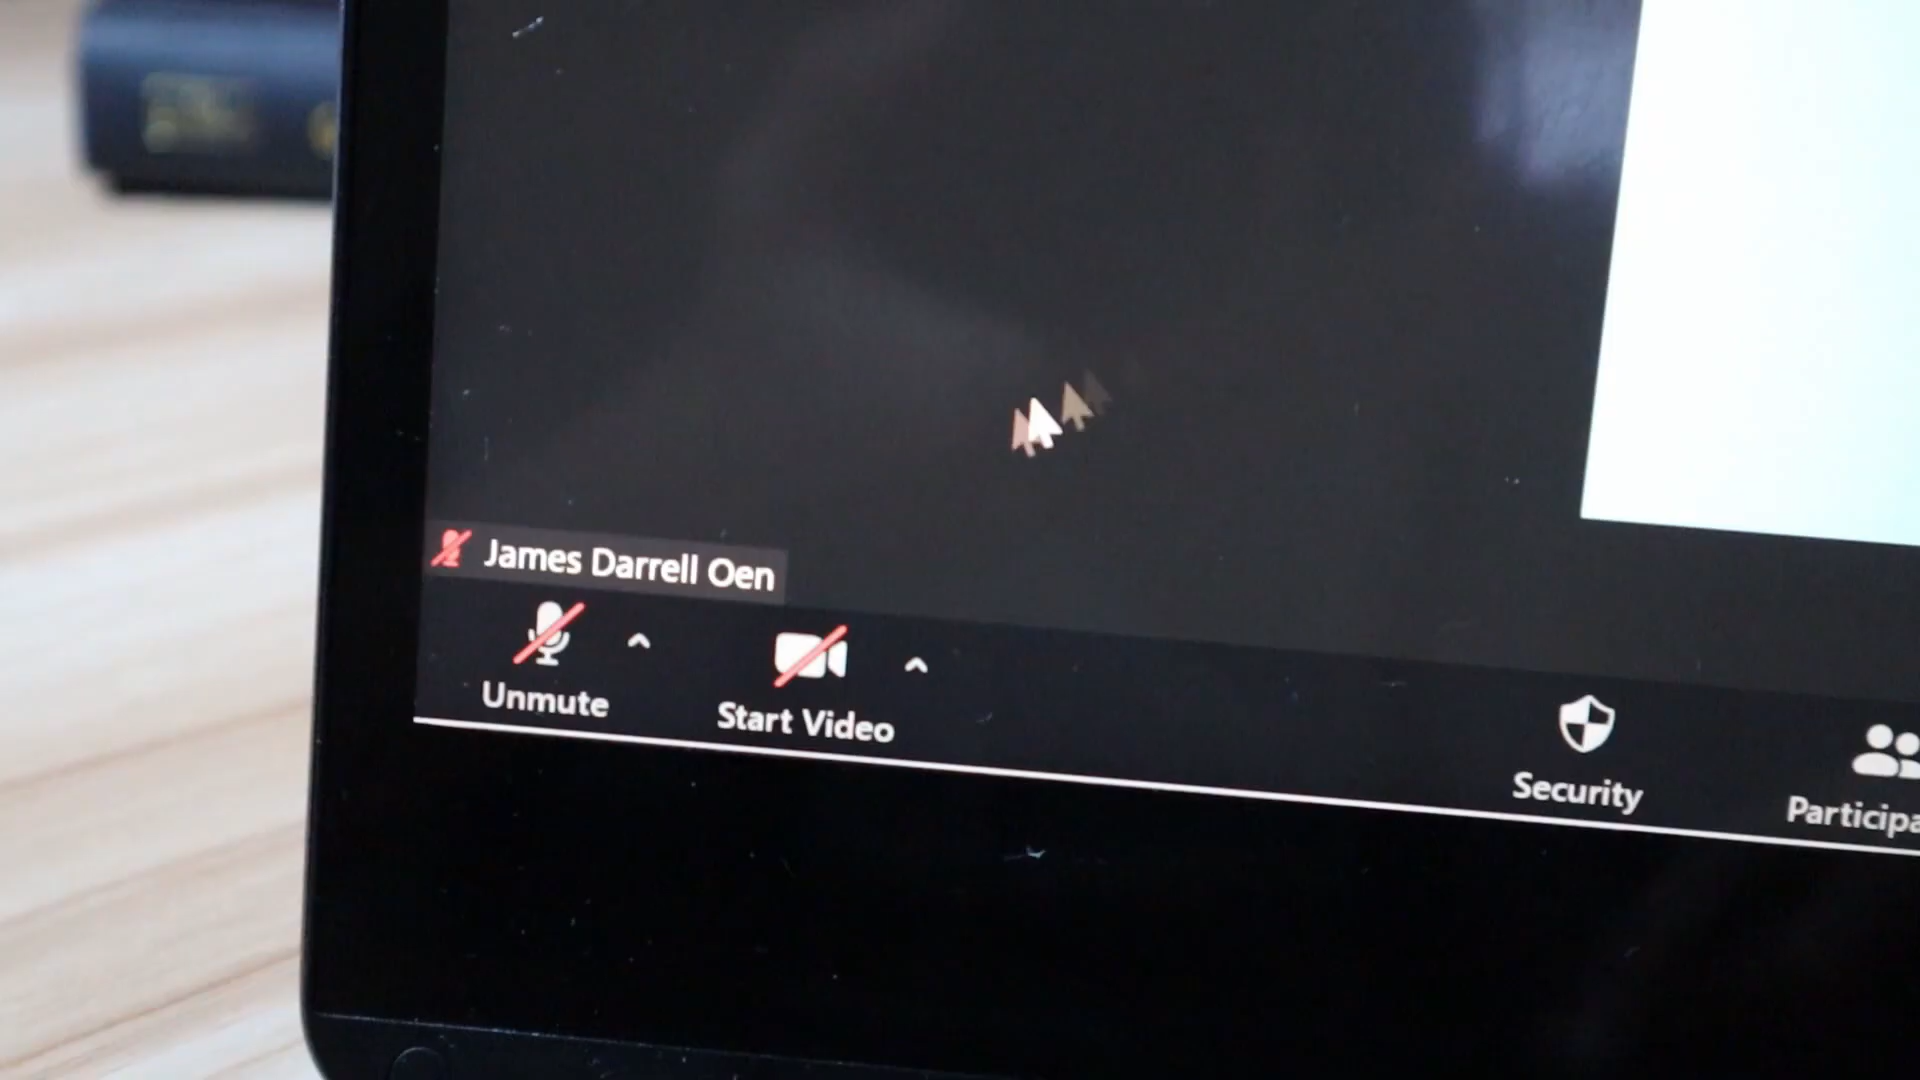 James Darrell Oen
Unmute
Start Video
Security
Participa